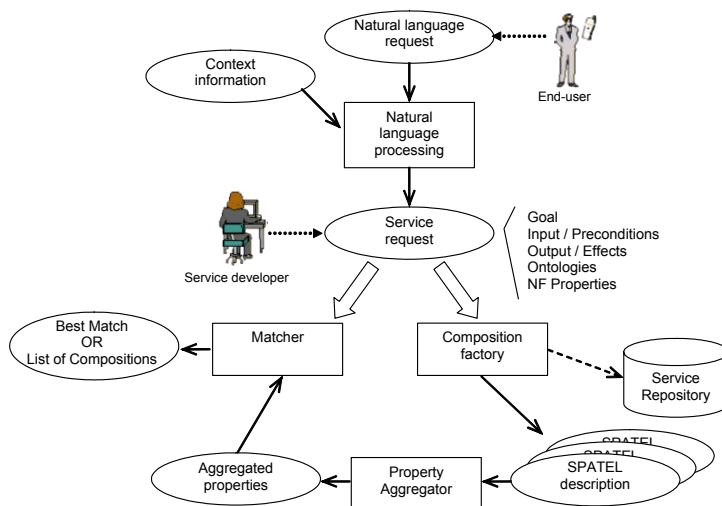 Natural language
request
Context
information
End-user
Natural
language
processing
Service
request
Goal
Input / Preconditions
Output / Effects
Ontologies
NF Properties
Service developer
Best Match
OR
List of Compositions
Matcher
Composition
factory
Service
Repository
SPATEL
SPATEL
SPATEL
description
Property
Aggregator
Aggregated
properties